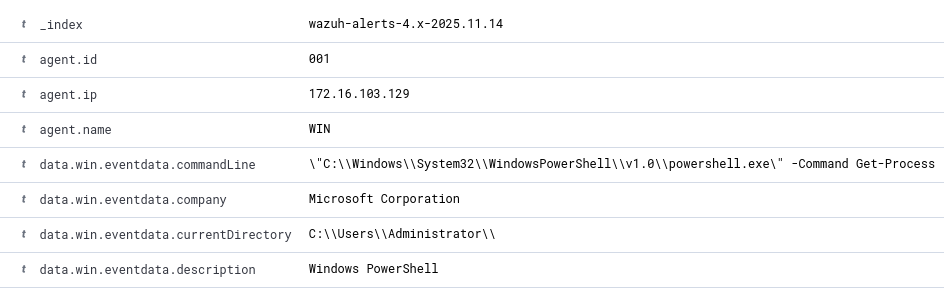 t _index wazuh-alerts-4.x-2025.11.14
t agent.id 001
t agent.ip 172.16.103.129
t agent.name WIN
t data.win.eventdata.commandLine \"C:\\Windows\\System32\\WindowsPowerShell\\v1.0\\powershell.exe\" -Command Get-Process
t data.win.eventdata.company Microsoft Corporation
t data.win.eventdata.currentDirectory C:\\Users\\Administrator\\
t data.win.eventdata.description Windows PowerShell